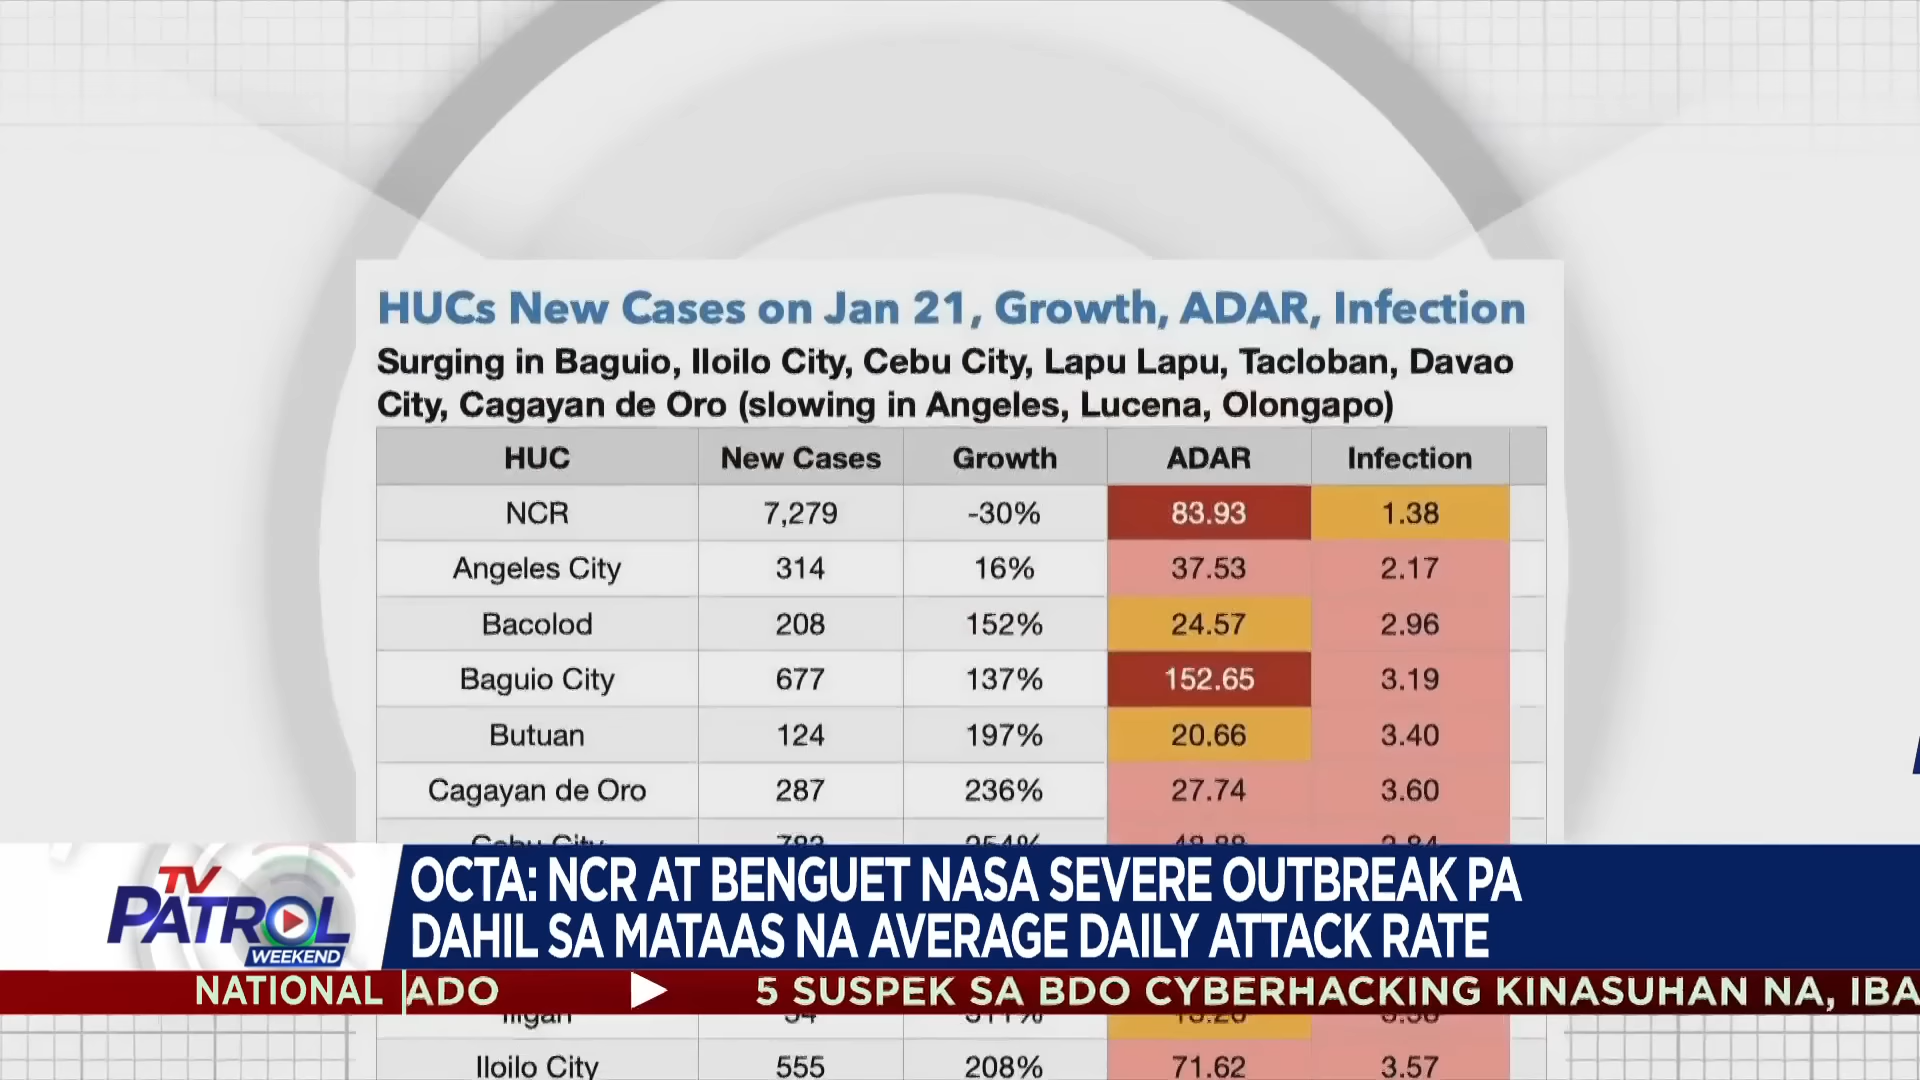 HUCs New Cases on Jan 21, Growth, ADAR, Infection
Surging in Baguio, Iloilo City, Cebu City, Lapu Lapu, Tacloban, Davao
City, Cagayan de Oro (slowing in Angeles, Lucena, Olongapo)
HUC New Cases Growth ADAR Infection
NCR 7,279 -30% 83.93 1.38
Angeles City 314 16% 37.53 2.17
Bacolod 208 152% 24.57 2.96
Baguio City 677 137% 152.65 3.19
Butuan 124 197% 20.66 3.40
Cagayan de Oro 287 236% 27.74 3.60
Cebu City
TV PATROL WEEKEND
OCTA: NCR AT BENGUET NASA SEVERE OUTBREAK PA
DAHIL SA MATAAS NA AVERAGE DAILY ATTACK RATE
NATIONAL ADO 5 SUSPEK SA BDO CYBERHACKING KINASUHAN NA, IBA
Iligan
Iloilo City 555 208% 71.62 3.57